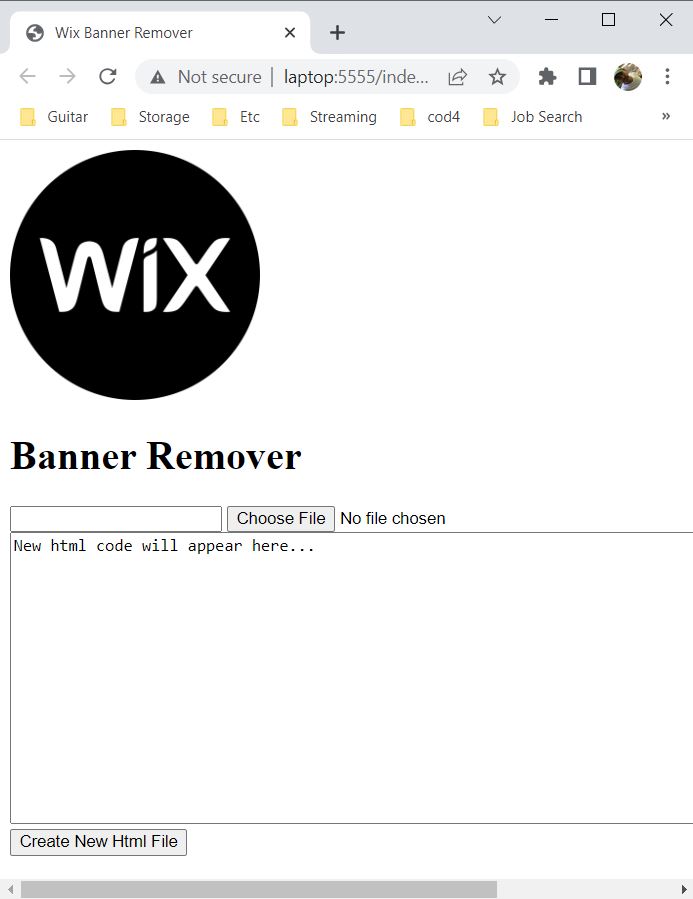 Wix Banner Remover
Not secure | laptop:5555/inde...
Guitar Storage Etc Streaming cod4 Job Search »
WiX
Banner Remover
Choose File No file chosen
New html code will appear here...
Create New Html File